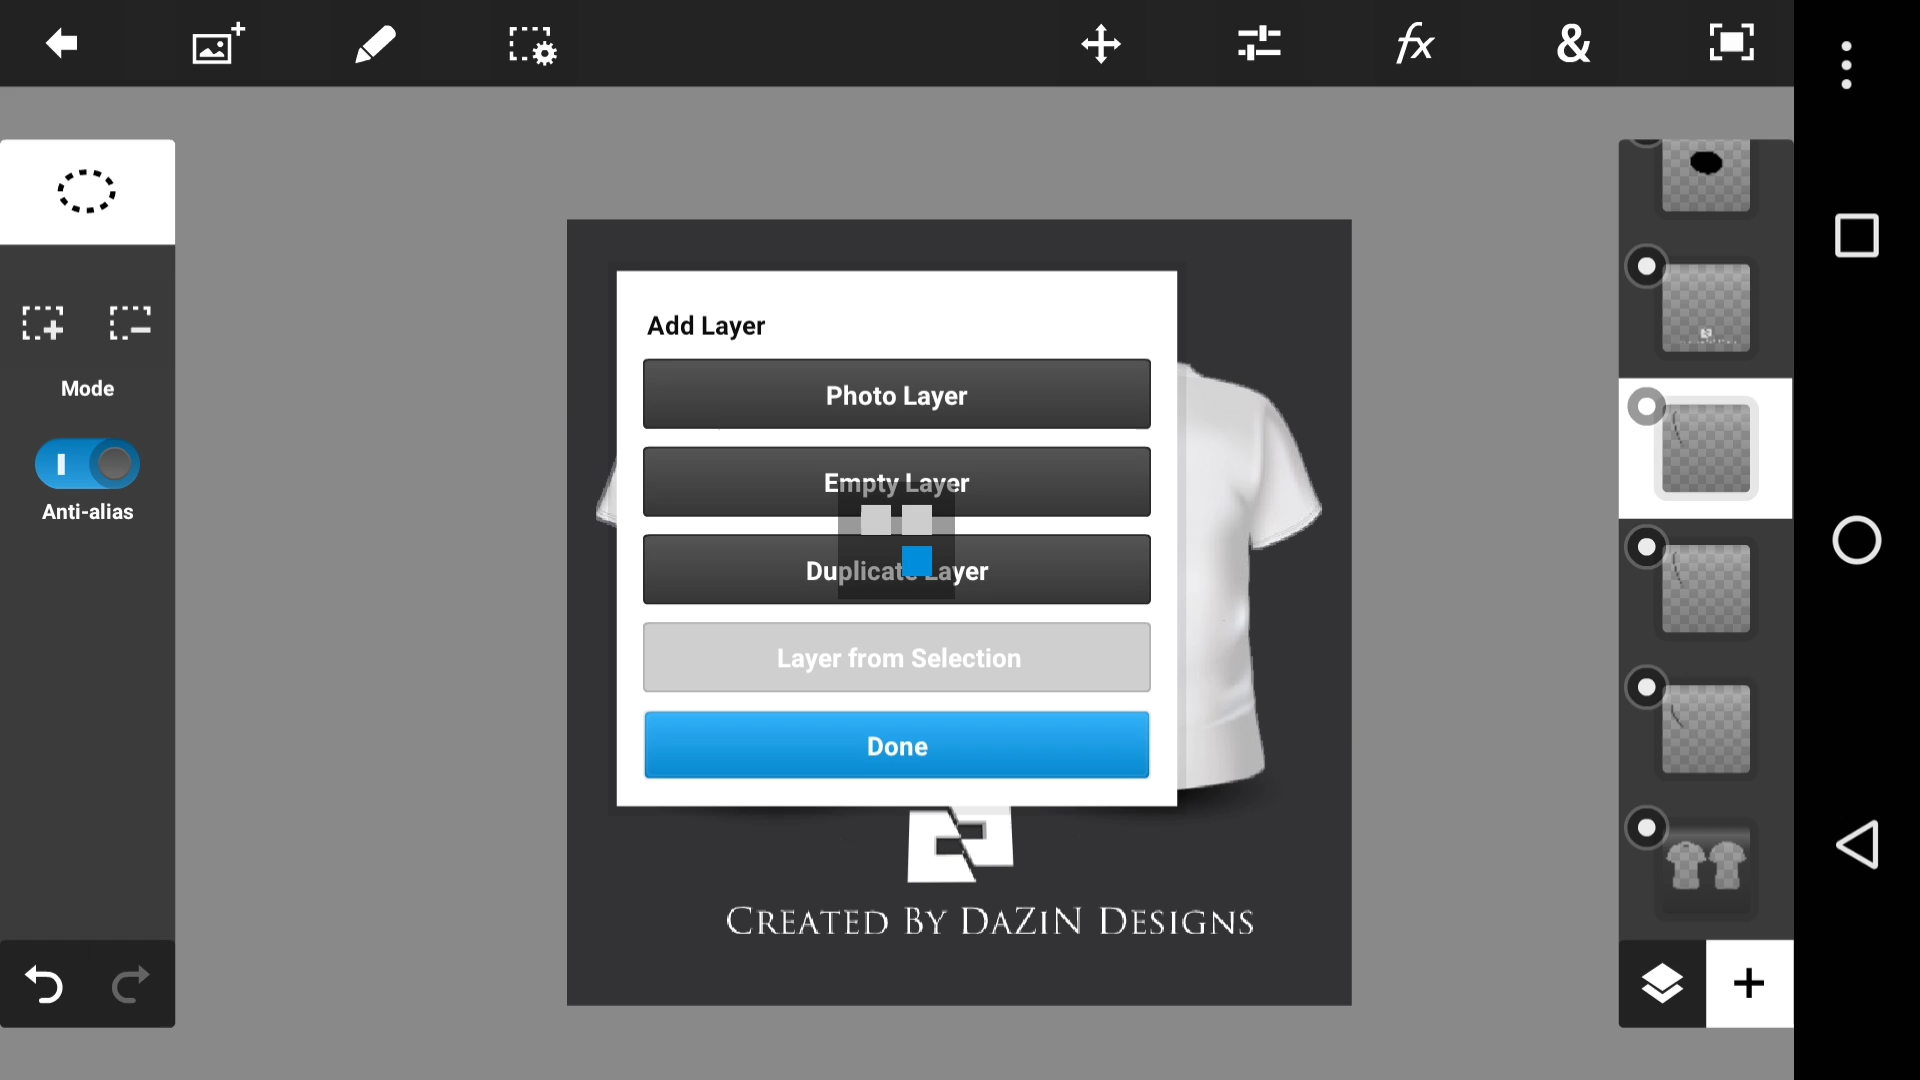 fx
&
Add Layer
Photo Layer
Empty Layer
Duplicate Layer
Layer from Selection
Done
Mode
Anti-alias
CREATED BY DAZIN DESIGNS